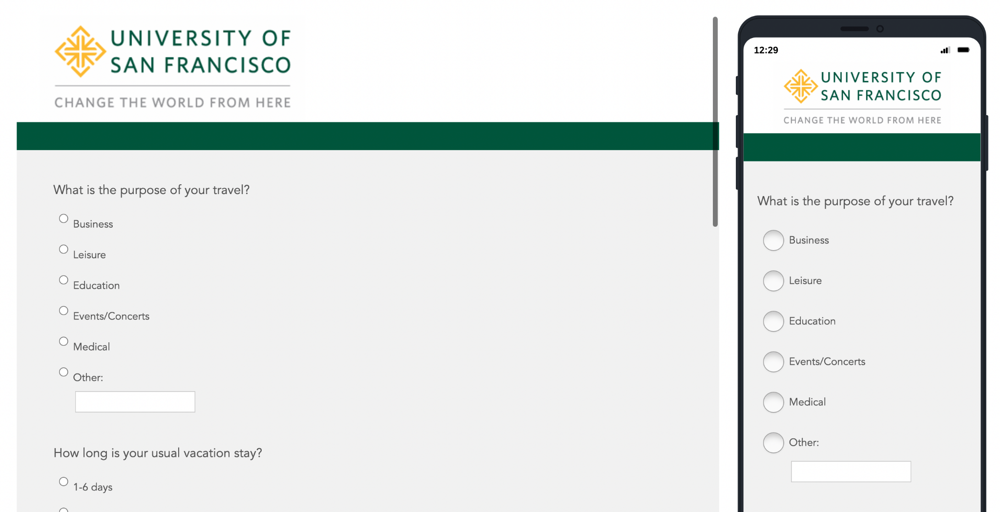 UNIVERSITY OF
SAN FRANCISCO
CHANGE THE WORLD FROM HERE
What is the purpose of your travel?
Business
Leisure
Education
Events/Concerts
Medical
Other:
How long is your usual vacation stay?
1-6 days
12:29
UNIVERSITY OF
SAN FRANCISCO
CHANGE THE WORLD FROM HERE
What is the purpose of your travel?
Business
Leisure
Education
Events/Concerts
Medical
Other: